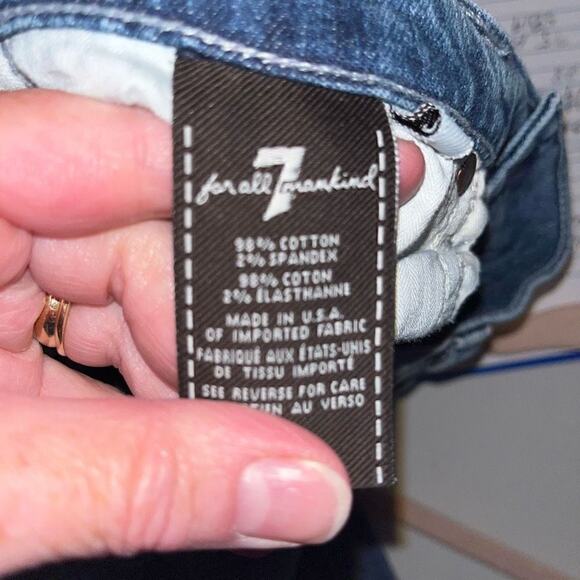 for all 7 mankind
98% COTTON
2% SPANDEX
98% COTON
2% ÉLASTHANNE
MADE IN U.S.A.
OF IMPORTED FABRIC
FABRIQUÉ AUX ÉTATS-UNIS
DE TISSU IMPORTÉ
SEE REVERSE FOR CARE
AU VERSO